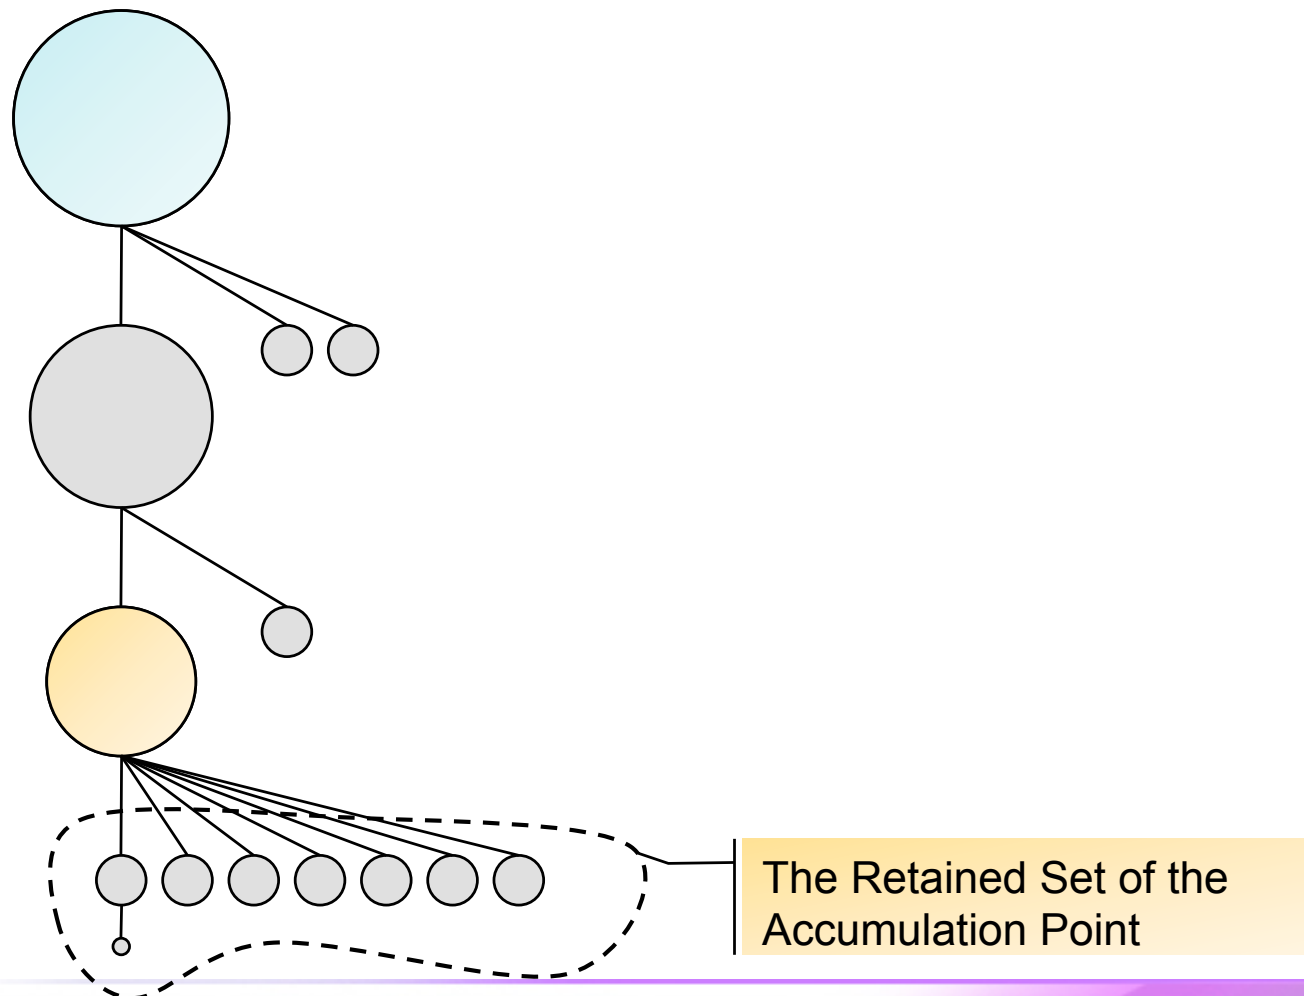 The Retained Set of the
Accumulation Point